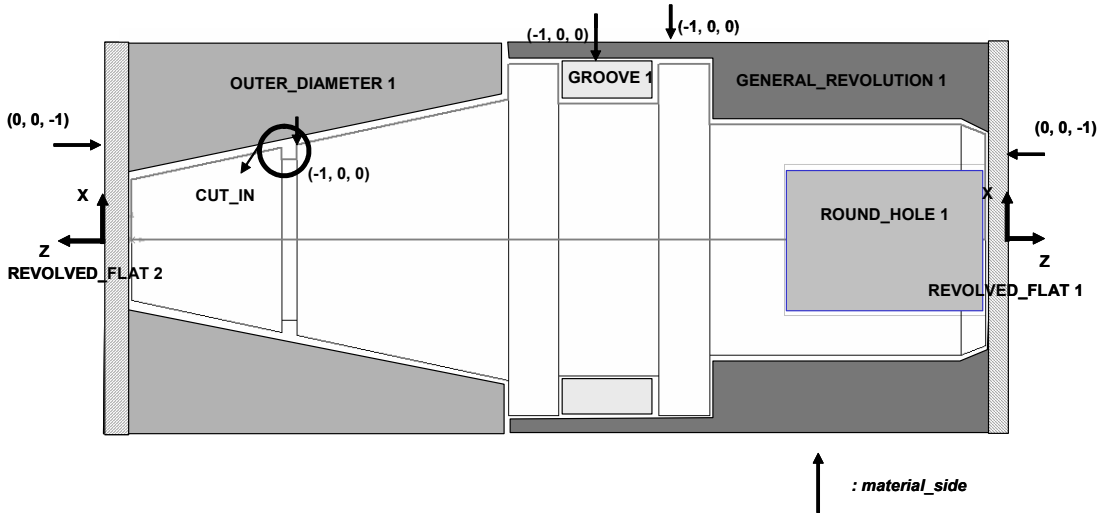 (-1, 0, 0)
(-1, 0, 0)
OUTER_DIAMETER 1
GROOVE 1
GENERAL_REVOLUTION 1
(0, 0, -1)
(0, 0, -1)
(-1, 0, 0)
CUT_IN
X
X
ROUND_HOLE 1
Z
Z
REVOLVED_FLAT 2
REVOLVED_FLAT 1
: material_side